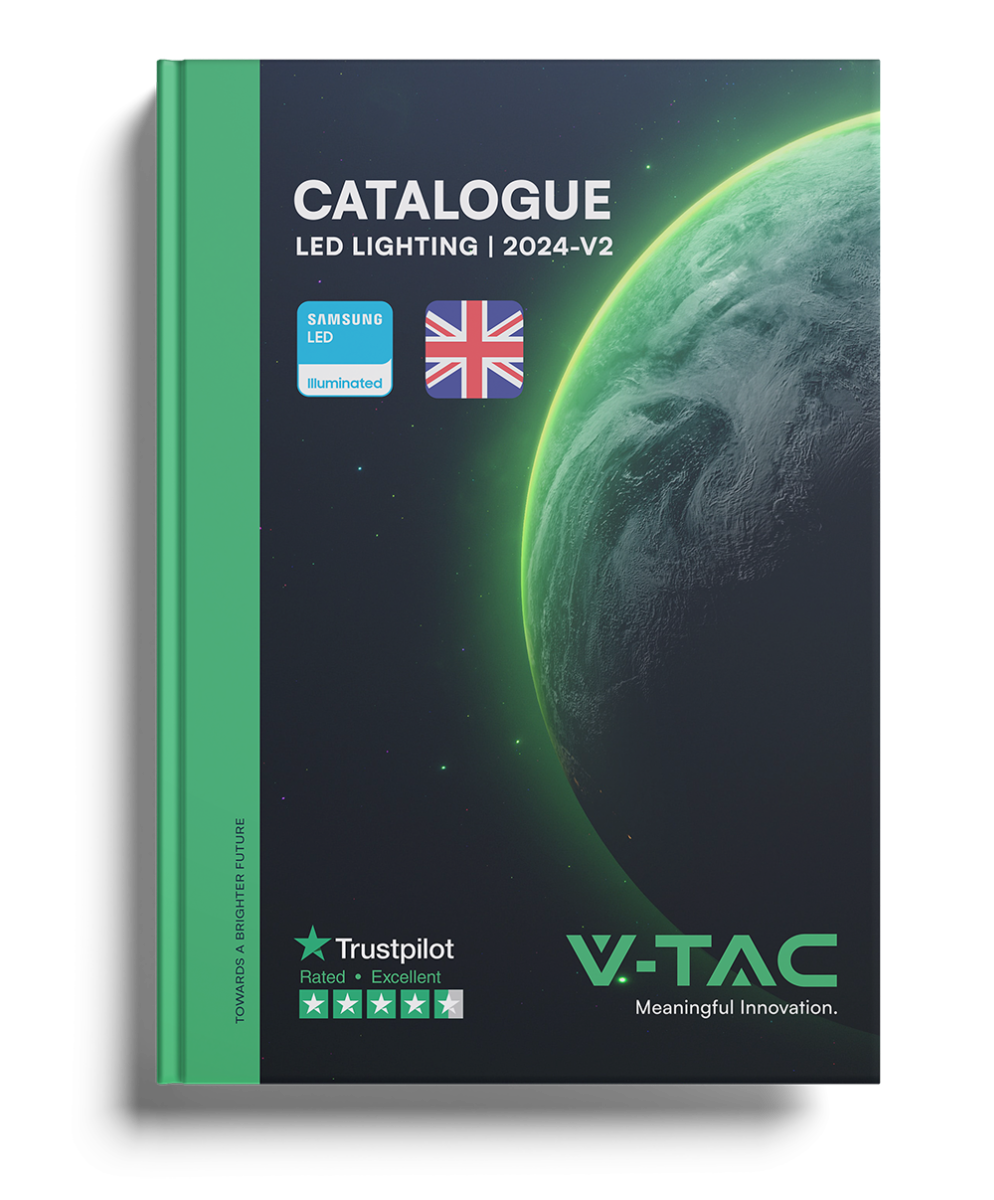 CATALOGUE
LED LIGHTING | 2024-V2
SAMSUNG
LED
Illuminated
TOWARDS A BRIGHTER FUTURE
Trustpilot
Rated • Excellent
V-TAC
Meaningful Innovation.